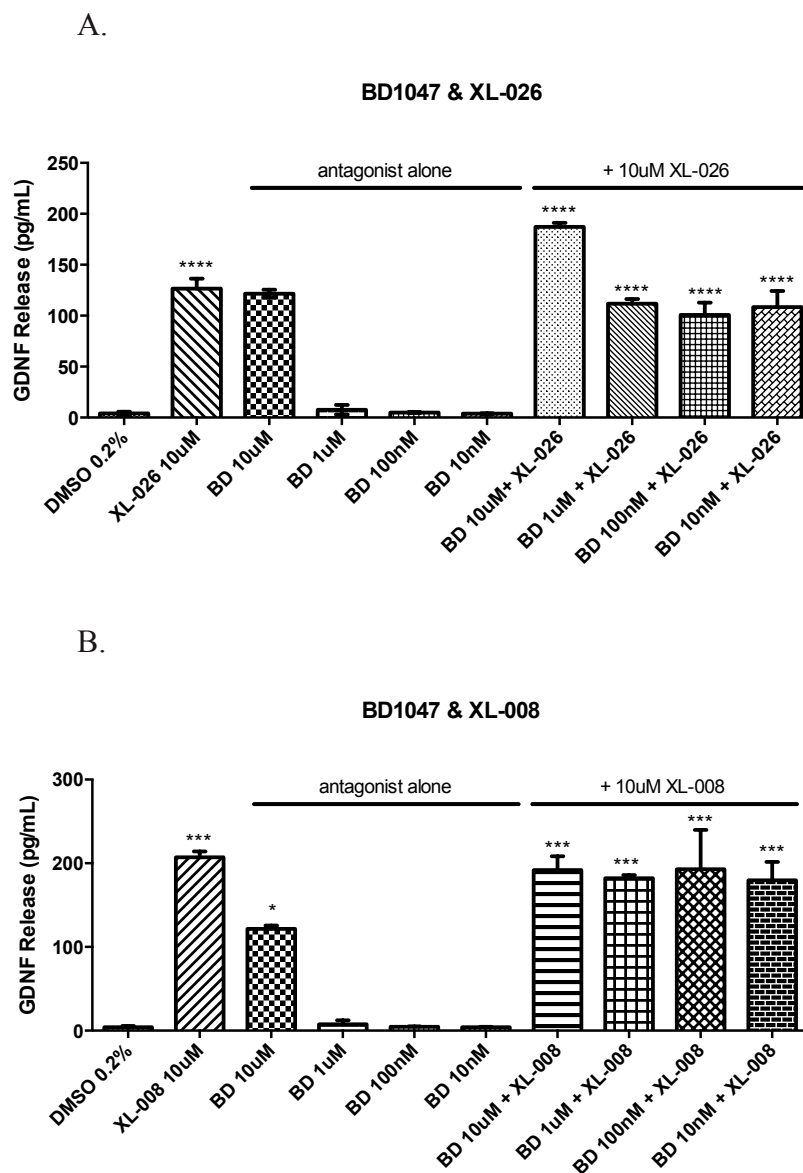 A.
BD1047 & XL-026
antagonist alone
+ 10uM XL-026
GDNF Release (pg/mL)
250
200
150
100
50
0
****
****
****
****
****
DMSO 0.2%
XL-026 10uM
BD 10uM
BD 1uM
BD 100nM
BD 10nM
BD 10uM+ XL-026
BD 1uM + XL-026
BD 100nM + XL-026
BD 10nM + XL-026
B.
BD1047 & XL-008
antagonist alone
+ 10uM XL-008
GDNF Release (pg/mL)
300
200
100
0
***
*
***
***
***
***
DMSO 0.2%
XL-008 10uM
BD 10uM
BD 1uM
BD 100nM
BD 10nM
BD 10uM + XL-008
BD 1uM + XL-008
BD 100nM + XL-008
BD 10nM + XL-008